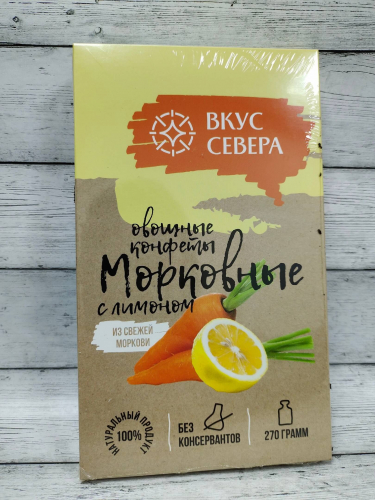 ВКУС
СЕВЕРА
овощные
конфеты
Морковные
с лимоном
ИЗ СВЕЖЕЙ
МОРКОВИ
НАТУРАЛЬНЫЙ ПРОДУКТ
100%
БЕЗ
КОНСЕРВАНТОВ
270 ГРАММ